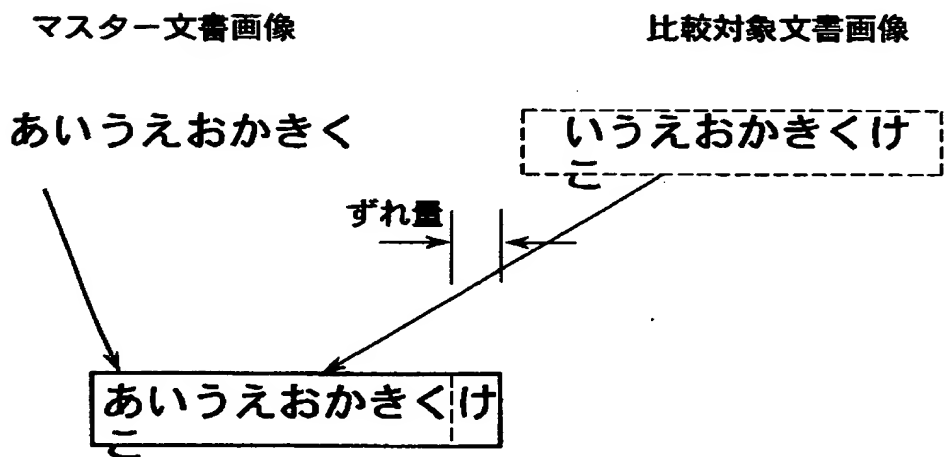 マスター文書画像
比較対象文書画像
あいうえおかきく
いうえおかきくけ
こ
ずれ量
あいうえおかきくけ
こ